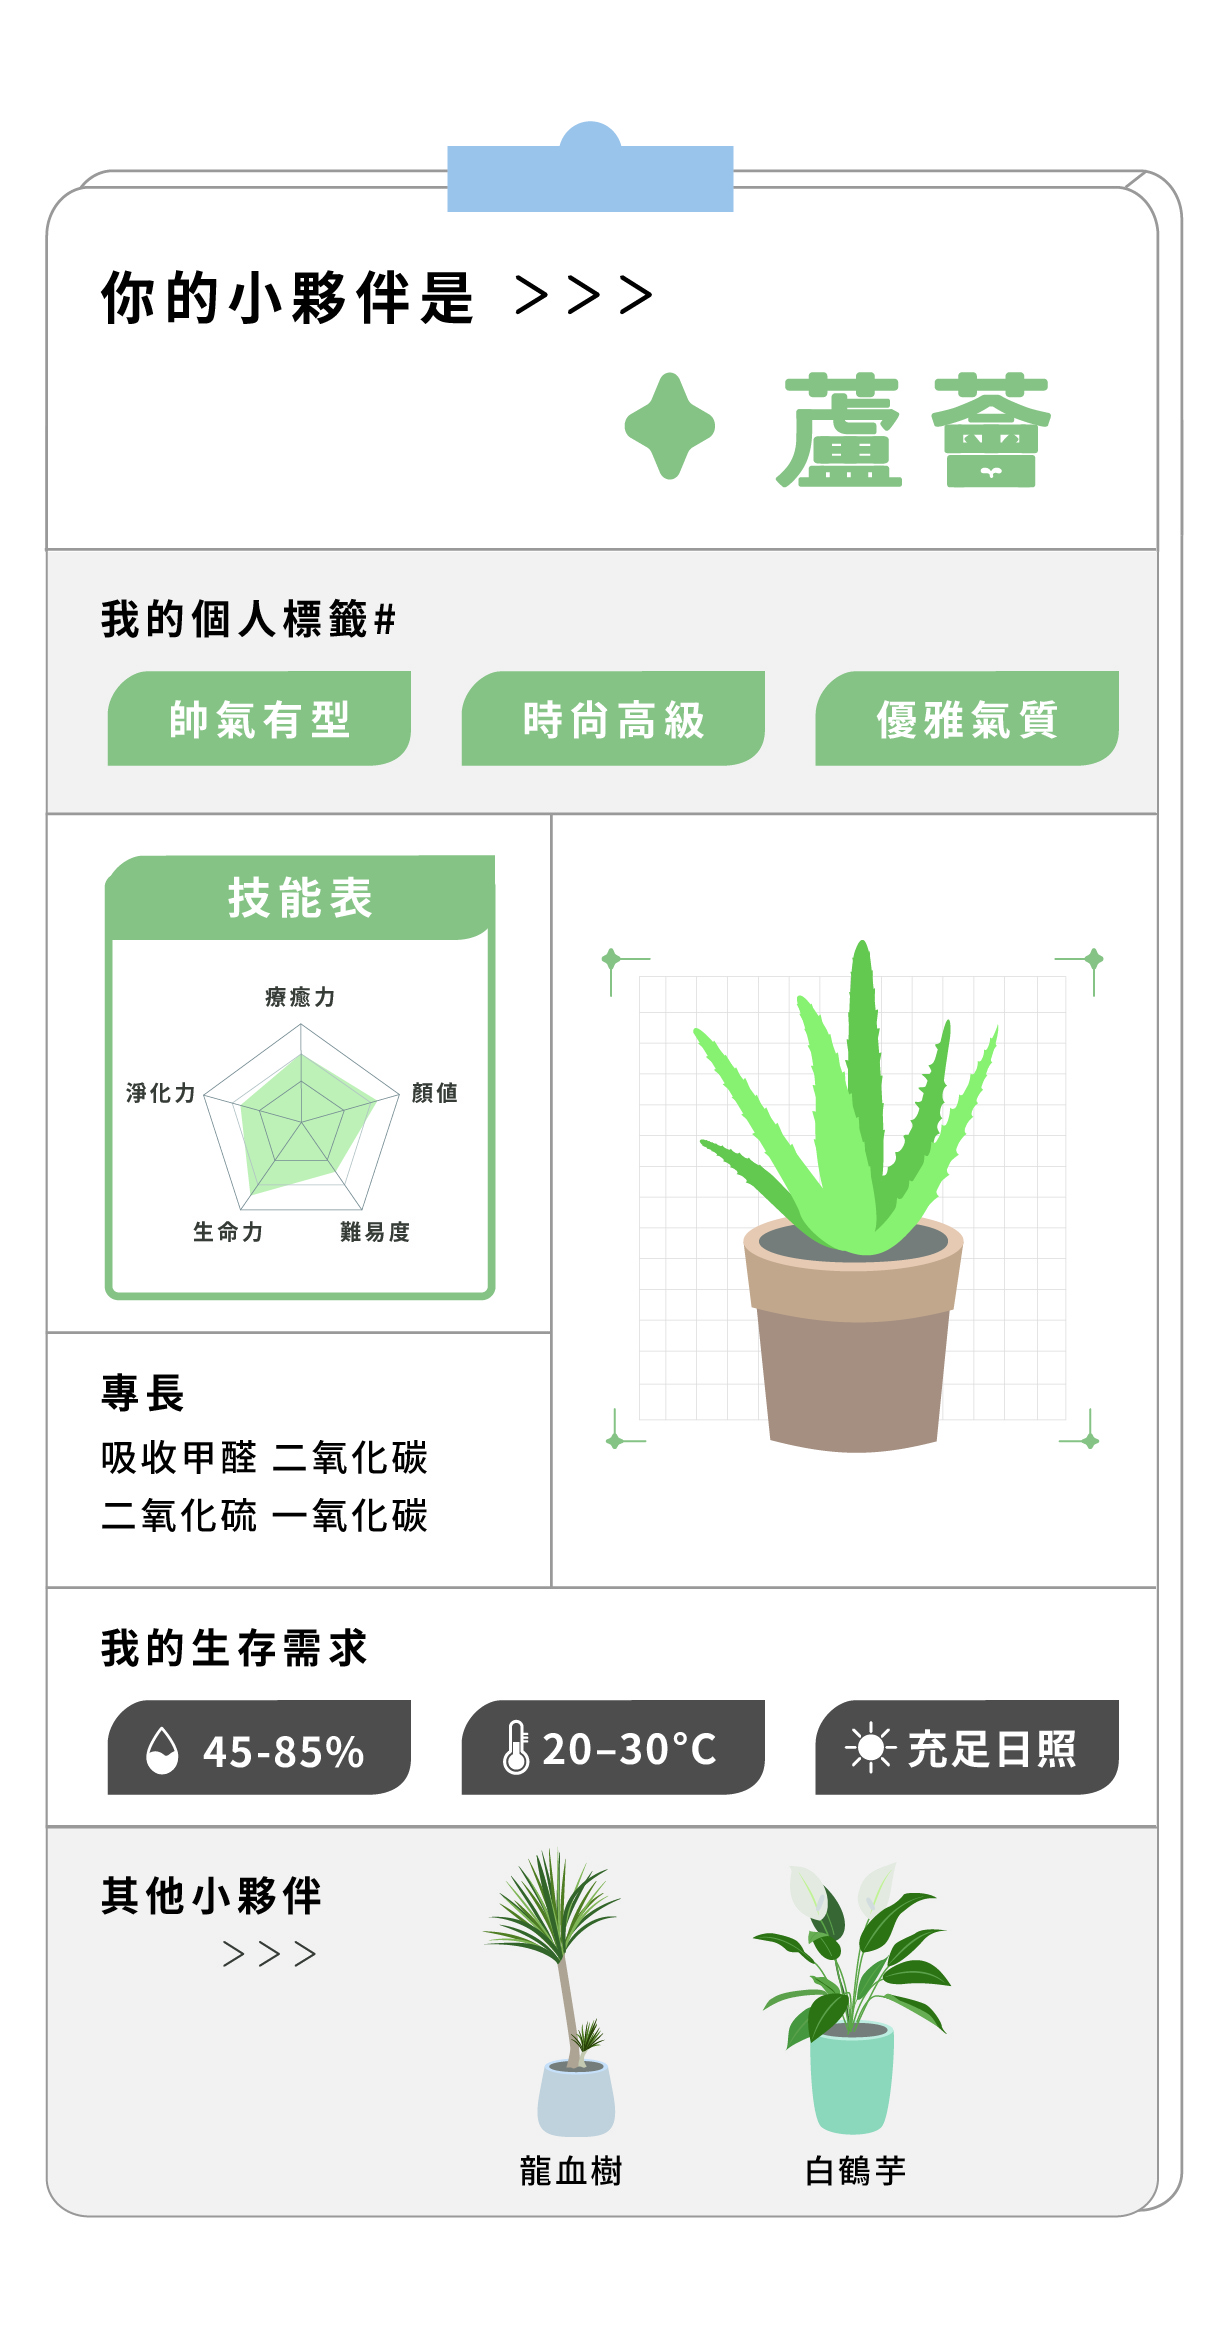 你的小夥伴是 >>>
蘆薈
我的個人標籤#
帥氣有型 時尚高級 優雅氣質
技能表
療癒力
淨化力 顏值
生命力 難易度
專長
吸收甲醛 二氧化碳
二氧化硫 一氧化碳
我的生存需求
45-85% 20–30°C 充足日照
其他小夥伴
>>>
龍血樹 白鶴芋